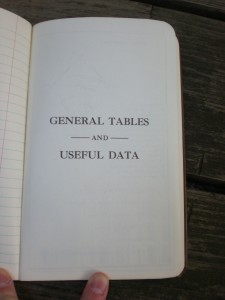 GENERAL TABLES
— AND —
USEFUL DATA